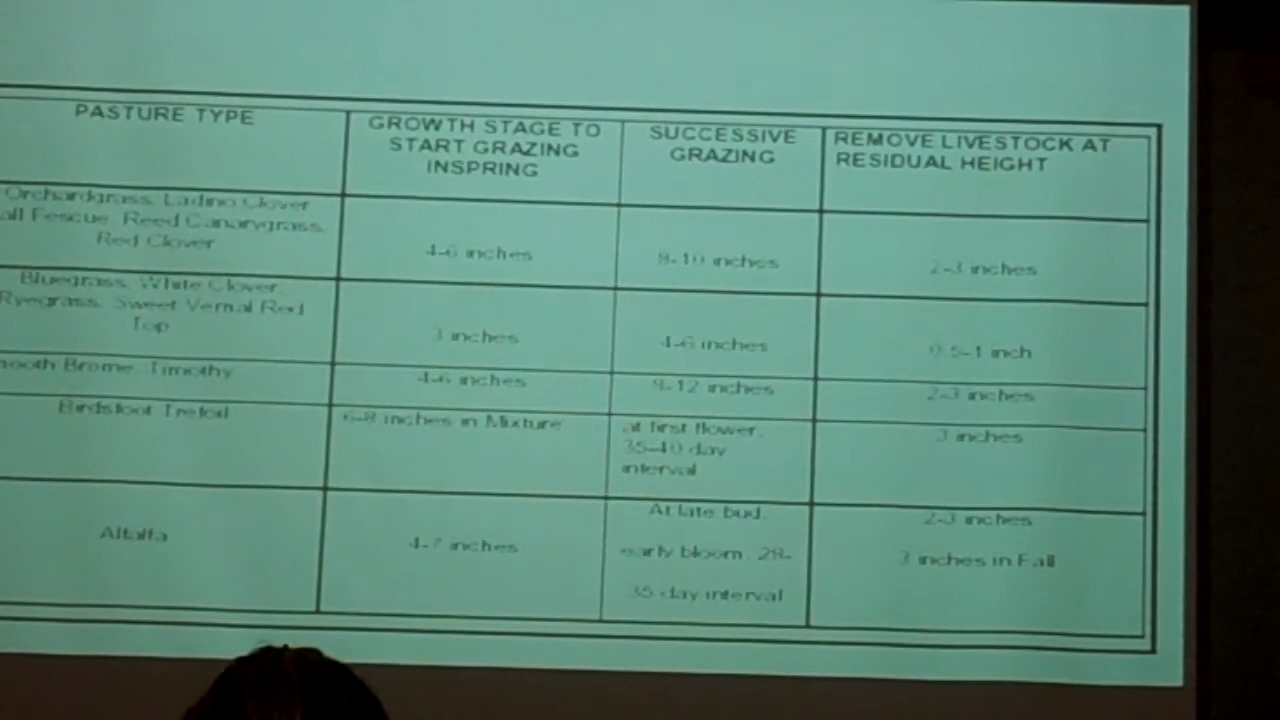 PASTURE TYPE
GROWTH STAGE TO
START GRAZING
INSPRING
SUCCESSIVE
GRAZING
REMOVE LIVESTOCK AT
RESIDUAL HEIGHT
Orchardgrass, Ladino Clover
all Fescue, Reed Canarygrass,
Red Clover
4-6 inches
8-10 inches
2-3 inches
Bluegrass, White Clover,
Ryegrass, Sweet Vernal Red
Top
3 inches
4-6 inches
0.5-1 inch
mooth Brome, Timothy
4-6 inches
inches
2-3 inches
Birdsfoot Trefoil
6-8 inches in Mixture
at first flower,
35-40 day
interval
3 inches
Alfalfa
4-7 inches
At late bud,
early bloom, 28-
35 day interval
2-3 inches
3 inches in Fall